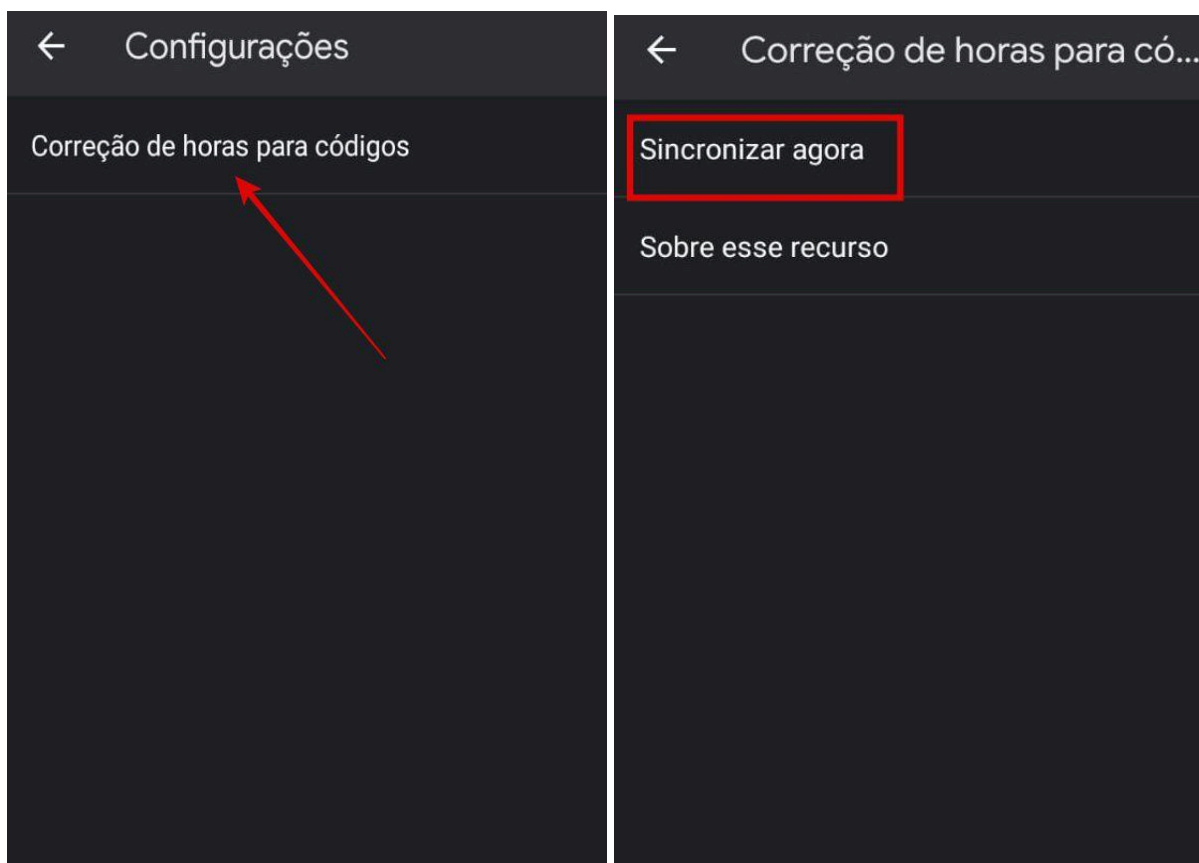 Configurações
Correção de horas para códigos
Correção de horas para có...
Sincronizar agora
Sobre esse recurso